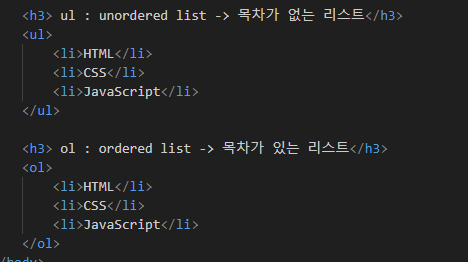 <h3> ul : unordered list -> 목차가 없는 리스트</h3>
<ul>
<li>HTML</li>
<li>CSS</li>
<li>JavaScript</li>
</ul>
<h3> ol : ordered list -> 목차가 있는 리스트</h3>
<ol>
<li>HTML</li>
<li>CSS</li>
<li>JavaScript</li>
</ol>
</body>